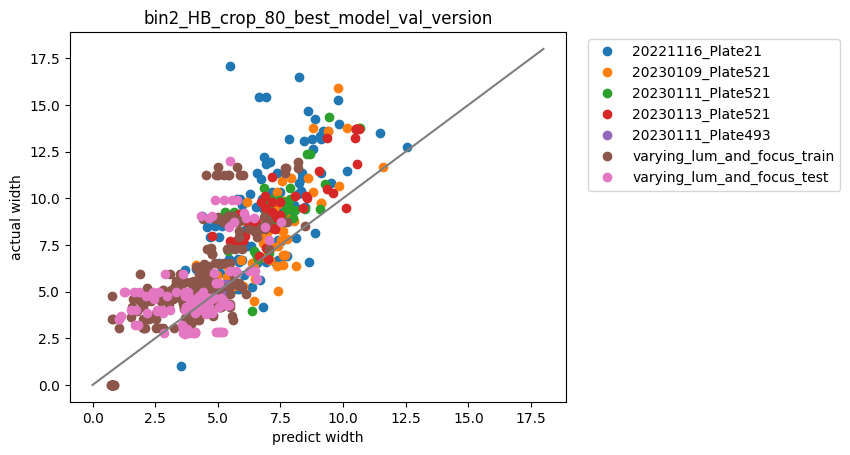 bin2_HB_crop_80_best_model_val_version
17.5
15.0
12.5
10.0
7.5
5.0
2.5
0.0
actual width
0.0 2.5 5.0 7.5 10.0 12.5 15.0 17.5
predict width
20221116_Plate21
20230109_Plate521
20230111_Plate521
20230113_Plate521
20230111_Plate493
varying_lum_and_focus_train
varying_lum_and_focus_test